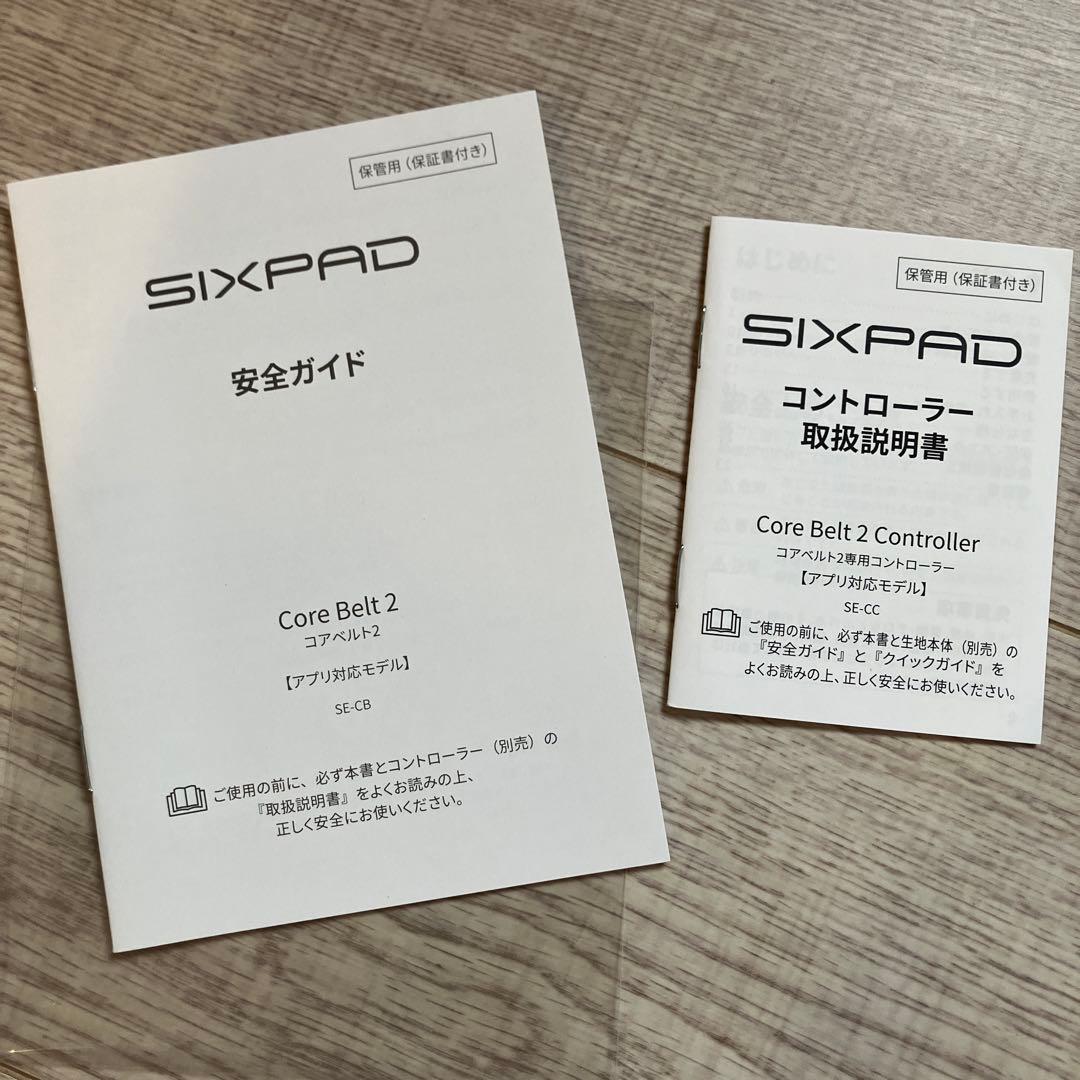 保管用（保証書付き）
SIXPAD
安全ガイド
Core Belt 2
コアベルト2
【アプリ対応モデル】
SE-CB
ご使用の前に、必ず本書とコントローラー（別売）の
『取扱説明書』をよくお読みの上、
正しく安全にお使いください。
保管用（保証書付き）
SIXPAD
コントローラー
取扱説明書
Core Belt 2 Controller
コアベルト2専用コントローラー
【アプリ対応モデル】
SE-CC
ご使用の前に、必ず本書と生地本体（別売）の
『安全ガイド』と『クイックガイド』を
よくお読みの上、正しく安全にお使いください。